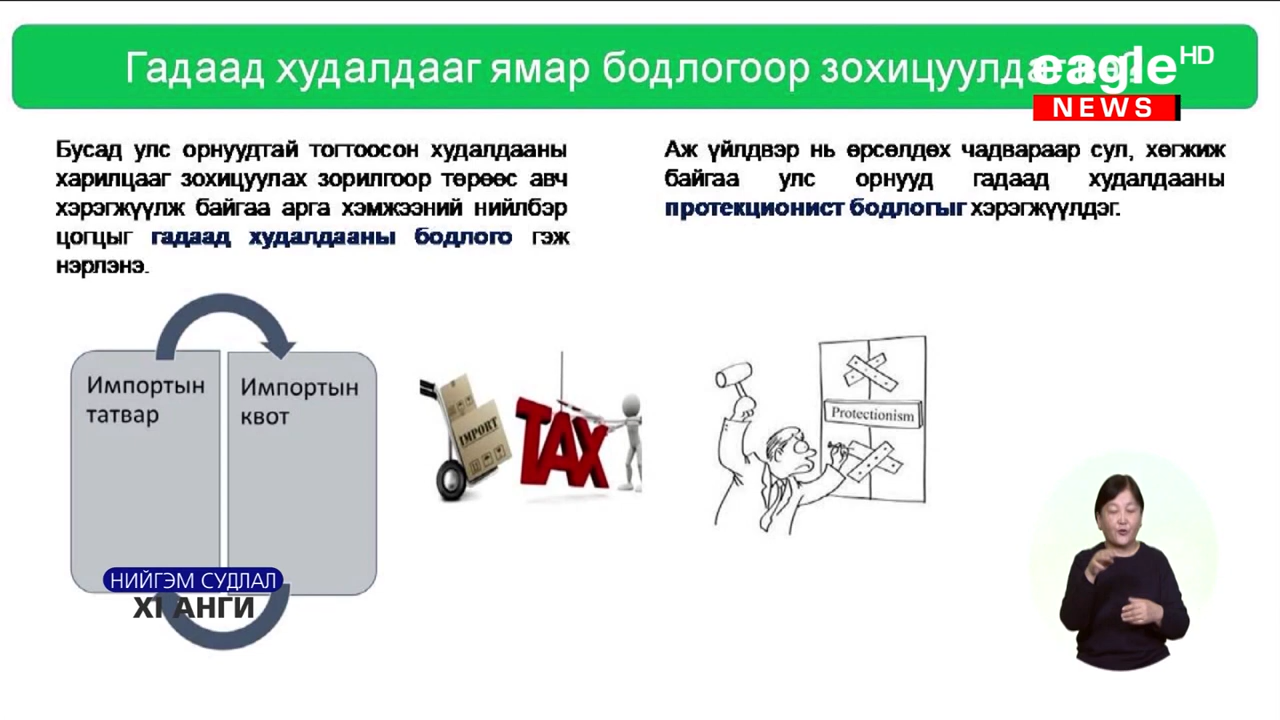 Гадаад худалдааг ямар бодлогоор
eagle HD
NEWS
Бусад улс орнуудтай тогтоосон худалдааны
харилцааг зохицуулах зорилгоор төрөөс авч
хэрэгжүүлж байгаа арга хэмжээний нийлбэр
цогцыг гадаад худалдааны бодлого гэж
нэрлэнэ.
Аж үйлдвэр нь өрсөлдөх чадвараар сул, хөгжиж
байгаа улс орнууд гадаад худалдааны
протекционист бодлогыг хэрэгжүүлдэг.
Импортын
татвар
Импортын
квот
IMPORT
TAX
Protectionism
НИЙГЭМ СУДЛАЛ
XI АНГИ